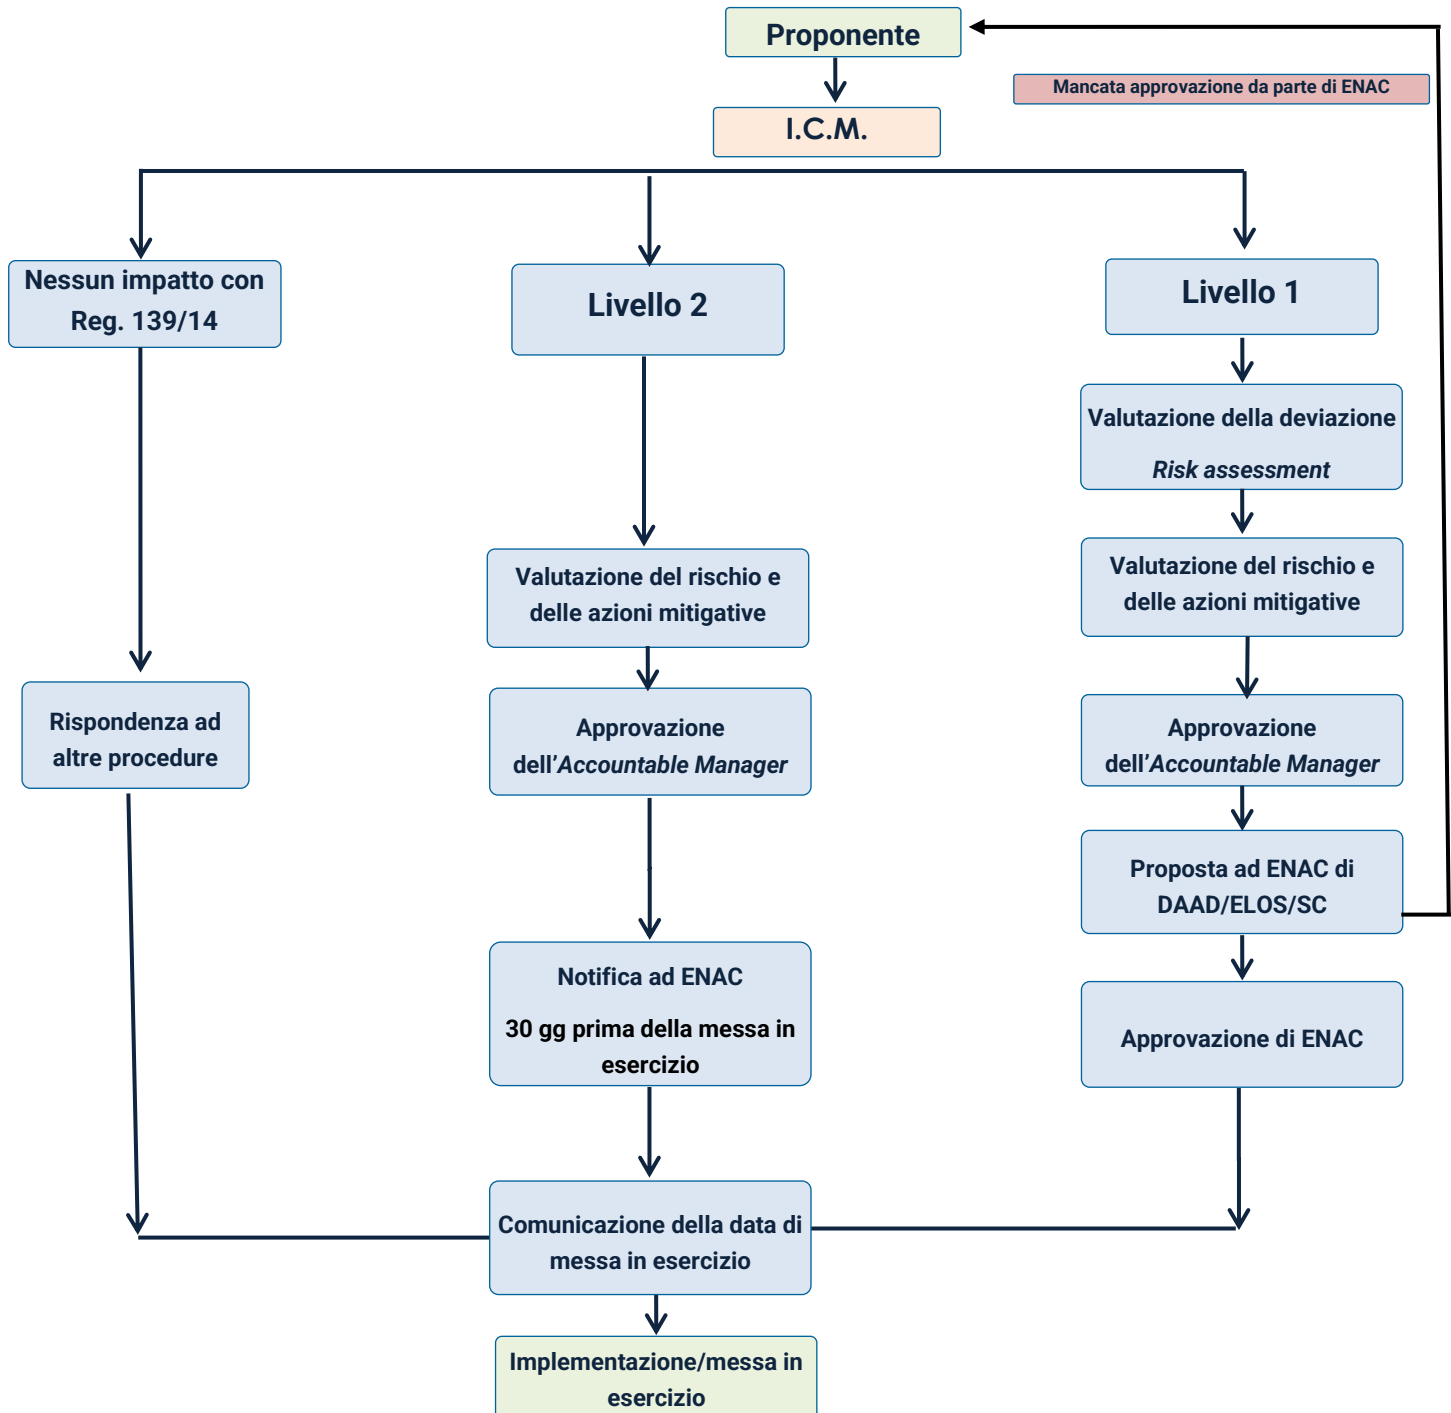 Proponente
Mancata approvazione da parte di ENAC
I.C.M.
Nessun impatto con
Reg. 139/14
Livello 2
Livello 1
Valutazione della deviazione
Risk assessment
Valutazione del rischio e
delle azioni mitigative
Valutazione del rischio e
delle azioni mitigative
Rispondenza ad
altre procedure
Approvazione
dell’Accountable Manager
Approvazione
dell’Accountable Manager
Proposta ad ENAC di
DAAD/ELOS/SC
Notifica ad ENAC
30 gg prima della messa in
esercizio
Approvazione di ENAC
Comunicazione della data di
messa in esercizio
Implementazione/messa in
esercizio